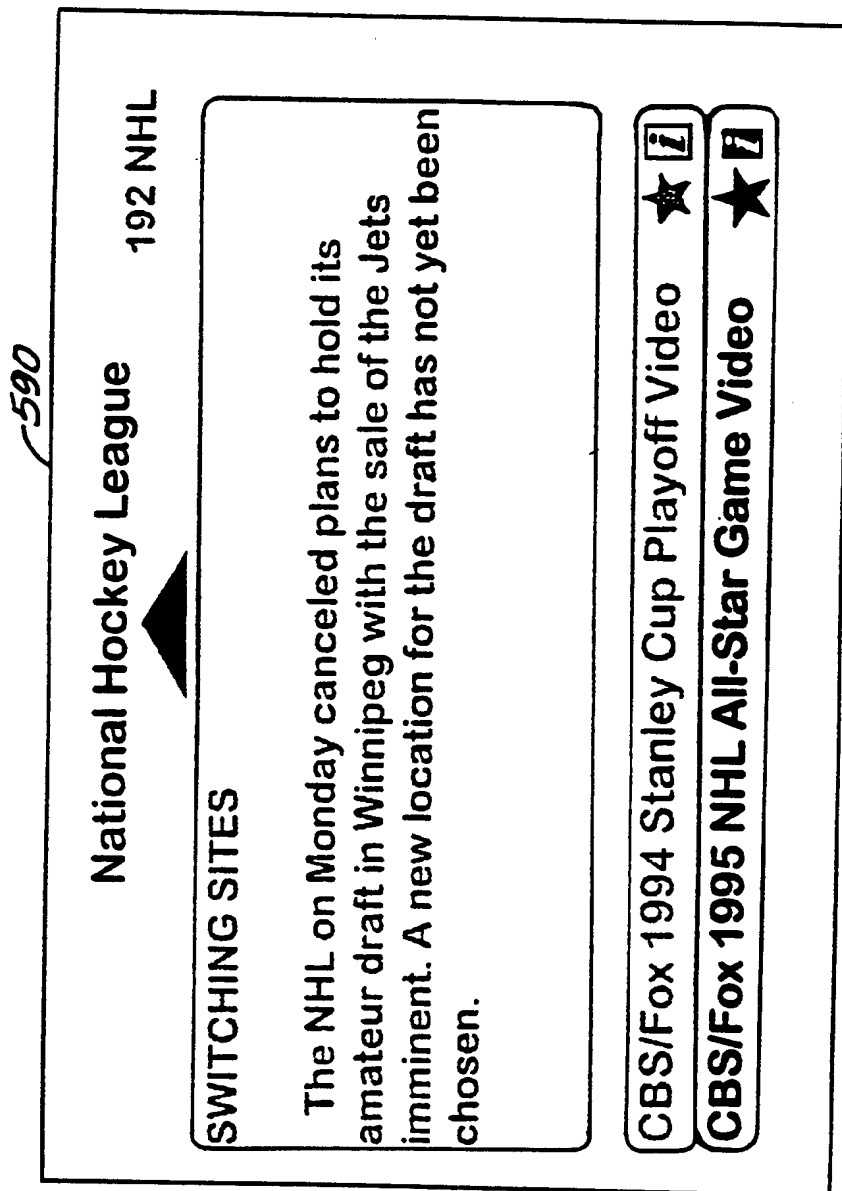 590
National Hockey League
192 NHL
SWITCHING SITES
The NHL on Monday canceled plans to hold its
amateur draft in Winnipeg with the sale of the Jets
imminent. A new location for the draft has not yet been
chosen.
CBS/Fox 1994 Stanley Cup Playoff Video i
CBS/Fox 1995 NHL All-Star Game Video i